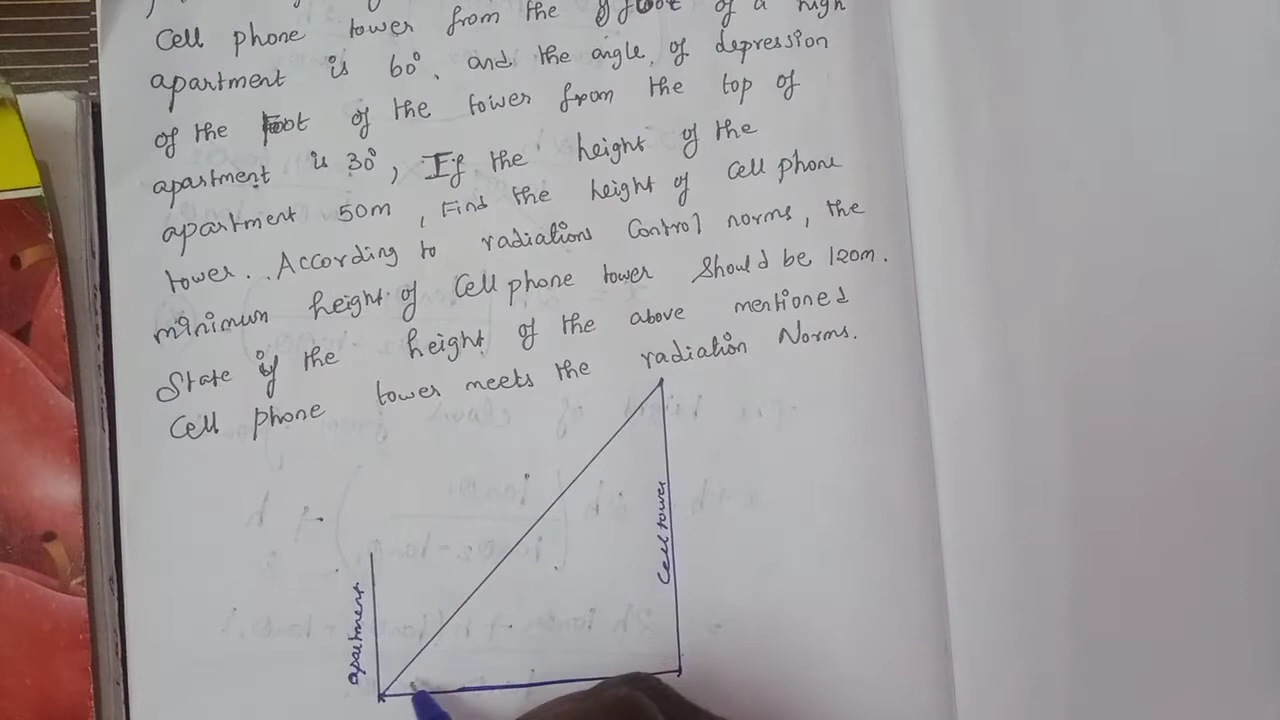 Cell phone tower from the foot of a high
apartment is 60°, and the angle of depression
of the Foot of the tower from the top of
apartment is 30°, If the height of the
apartment 50m, Find the height of cell phone
tower. According to radiations Control norms, the
minimum height of Cell phone tower Should be 120m.
State if the height of the above mentioned
Cell phone tower meets the radiation Norms.
apartment
Cell tower